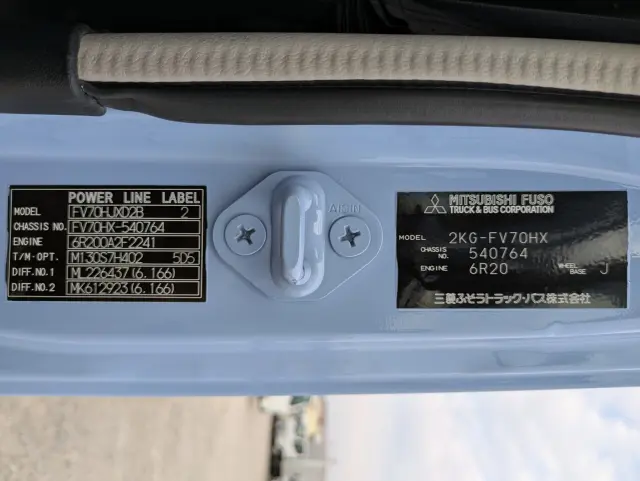 POWER LINE LABEL
MODEL FV70HJXD2B 2
CHASSIS NO. FV70HX-540764
ENGINE 6R200A2F2241
T/M-OPT. M130S7H402 5D5
DIFF.NO.1 ML226437(6.166)
DIFF.NO.2 MK612923(6.166)
AISIN
MITSUBISHI FUSO
TRUCK & BUS CORPORATION
MODEL 2KG-FV70HX
CHASSIS NO. 540764
ENGINE 6R20 WHEEL BASE J
三菱ふそうトラック・バス株式会社